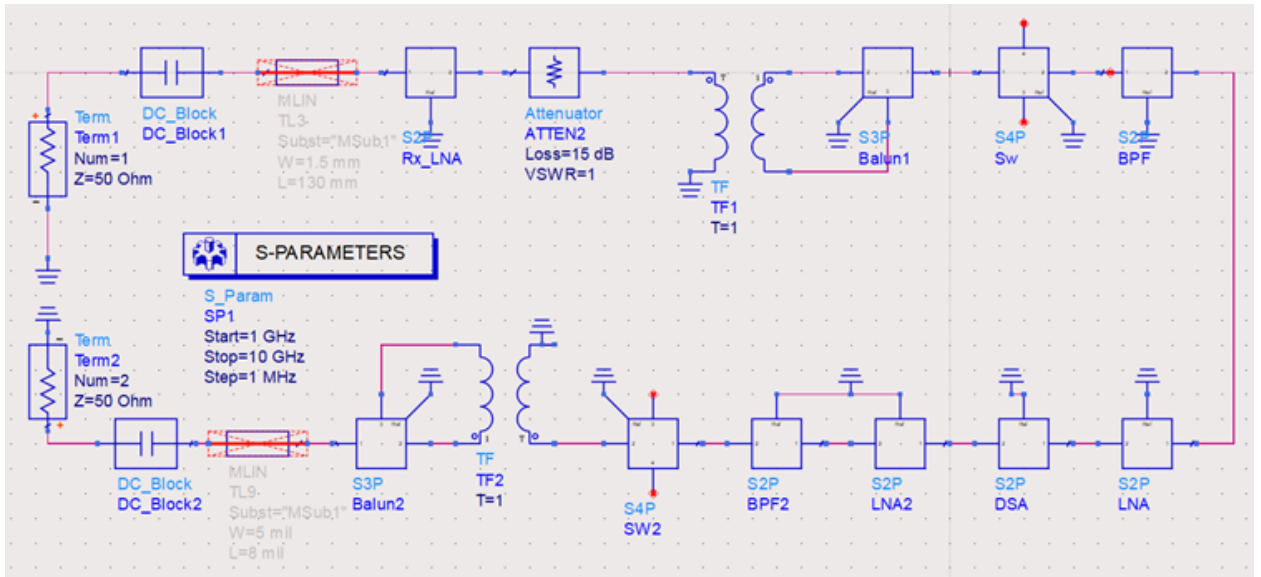 Term
Term1
Num=1
Z=50 Ohm
DC_Block
DC_Block1
MLIN
TL3
Subst="MSub1"
W=1.5 mm
L=130 mm
S2P
Rx_LNA
Attenuator
ATTEN2
Loss=15 dB
VSWR=1
TF
TF1
T=1
S3P
Balun1
S4P
Sw
S2P
BPF
S-PARAMETERS
S_Param
SP1
Start=1 GHz
Stop=10 GHz
Step=1 MHz
Term
Term2
Num=2
Z=50 Ohm
DC_Block
DC_Block2
MLIN
TL9
Subst="MSub1"
W=5 mil
L=8 mil
S3P
Balun2
TF
TF2
T=1
S4P
SW2
S2P
BPF2
S2P
LNA2
S2P
DSA
S2P
LNA